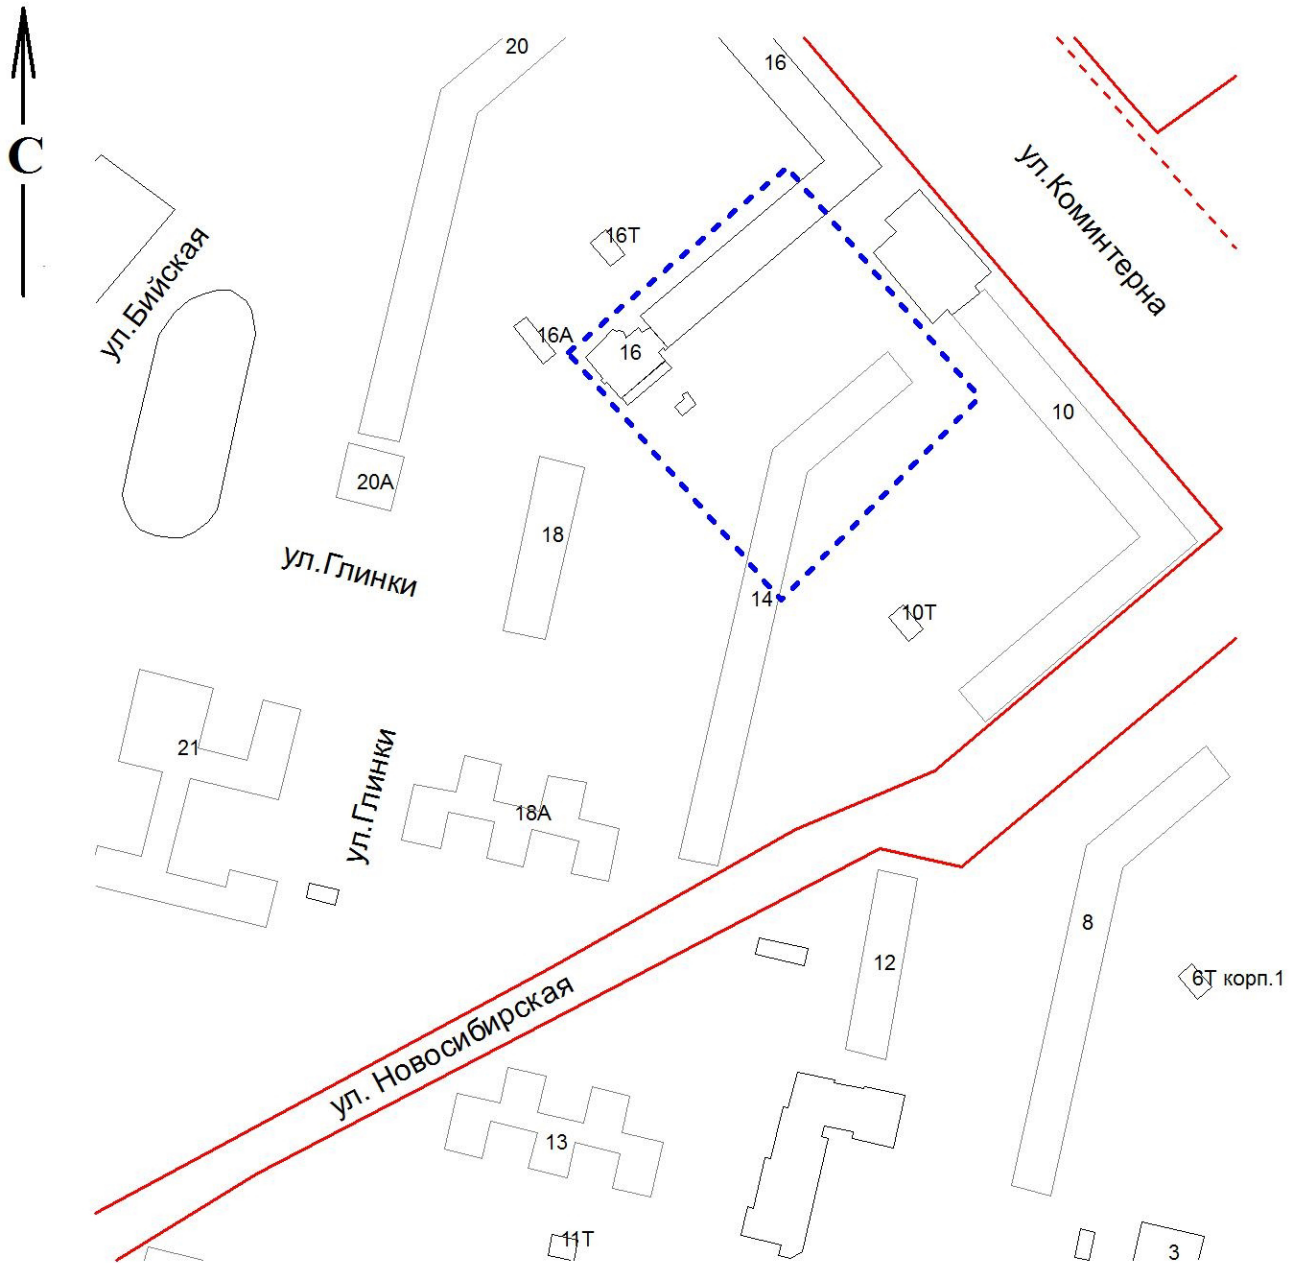 20
16
С
ул.Коминтерна
16Т
ул.Бийская
16А
16
10
20А
18
ул.Глинки
14
10Т
21
ул.Глинки
18А
8
12
6Т корп.1
ул. Новосибирская
13
11Т
3